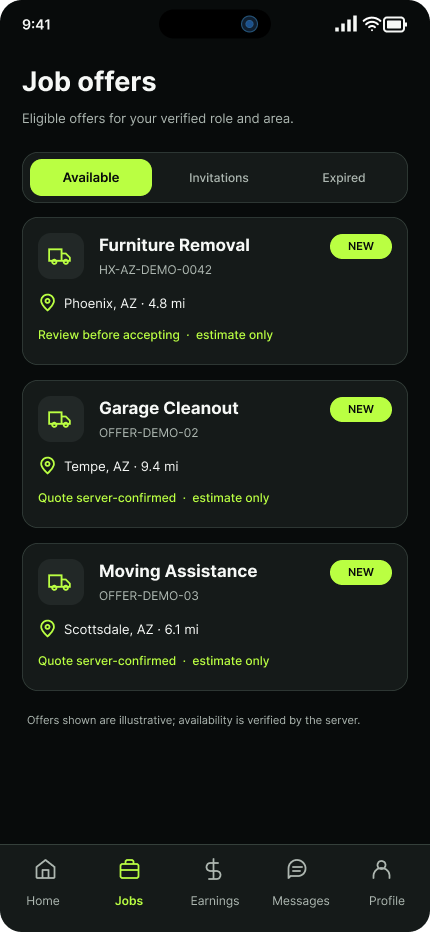 9:41
Job offers
Eligible offers for your verified role and area.
Available Invitations Expired
Furniture Removal NEW
HX-AZ-DEMO-0042
Phoenix, AZ · 4.8 mi
Review before accepting · estimate only
Garage Cleanout NEW
OFFER-DEMO-02
Tempe, AZ · 9.4 mi
Quote server-confirmed · estimate only
Moving Assistance NEW
OFFER-DEMO-03
Scottsdale, AZ · 6.1 mi
Quote server-confirmed · estimate only
Offers shown are illustrative; availability is verified by the server.
Home Jobs Earnings Messages Profile